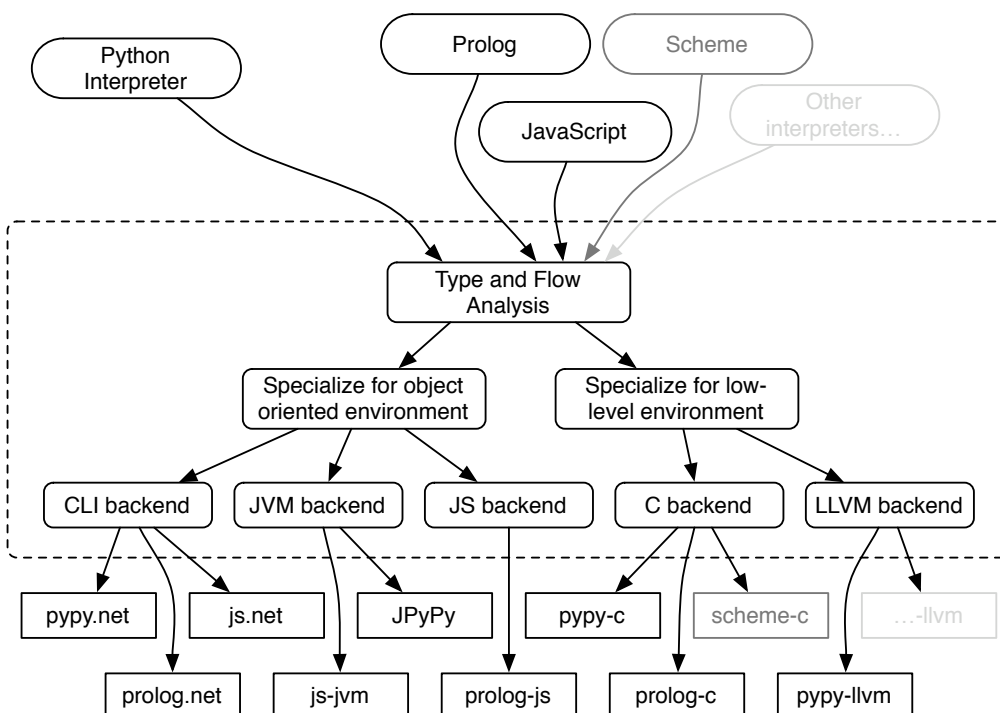 Python
Interpreter
Prolog
Scheme
JavaScript
Other
interpreters…
Type and Flow
Analysis
Specialize for object
oriented environment
Specialize for low-
level environment
CLI backend
JVM backend
JS backend
C backend
LLVM backend
pypy.net
js.net
JPyPy
pypy-c
scheme-c
…-llvm
prolog.net
js-jvm
prolog-js
prolog-c
pypy-llvm